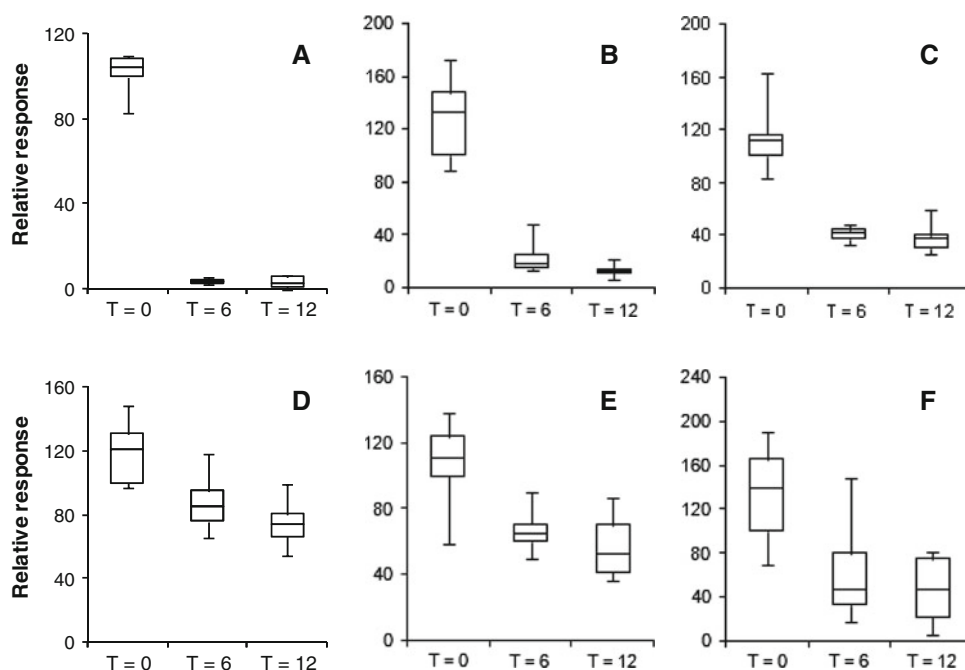 A
Relative response
120
80
40
0
T = 0
T = 6
T = 12
B
200
160
120
80
40
0
T = 0
T = 6
T = 12
C
200
160
120
80
40
0
T = 0
T = 6
T = 12
D
Relative response
160
120
80
40
0
T = 0
T = 6
T = 12
E
160
120
80
40
0
T = 0
T = 6
T = 12
F
240
200
160
120
80
40
0
T = 0
T = 6
T = 12